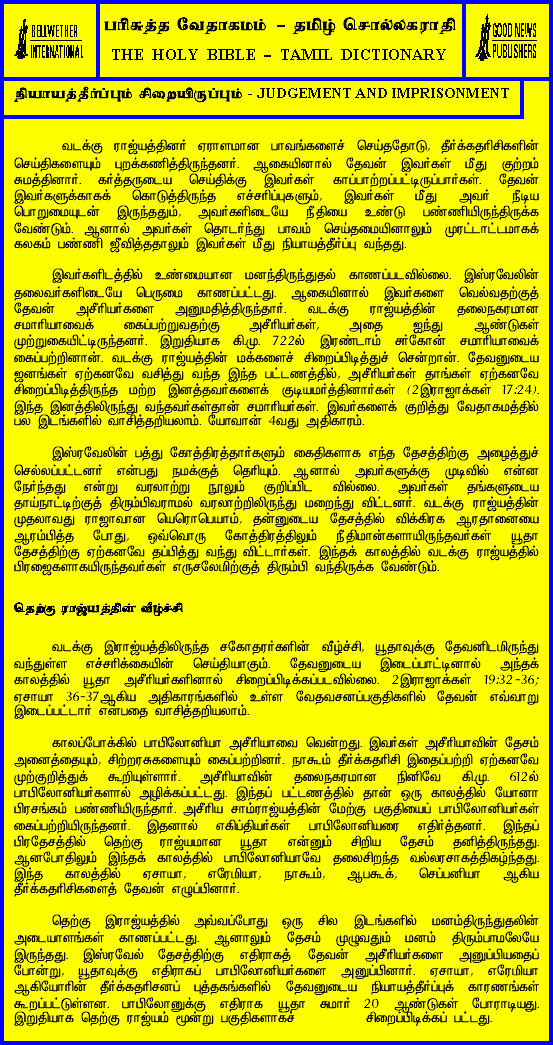 BELLWETHER
INTERNATIONAL
பரிசுத்த வேதாகமம் – தமிழ் சொல்லகராதி
THE HOLY BIBLE – TAMIL DICTIONARY
GOOD NEWS
PUBLISHERS
நியாயத்தீர்ப்பும் சிறையிருப்பும் - JUDGEMENT AND IMPRISONMENT
வடக்கு ராஜ்யத்தினர் ஏராளமான பாவங்களைச் செய்ததோடு, தீர்க்கதரிசிகளின்
செய்திகளையும் புறக்கணித்திருந்தனர். ஆகையினால் தேவன் இவர்கள் மீது குற்றம்
சுமத்தினார். கர்த்தருடைய செய்திக்கு இவர்கள் காப்பாற்றப்பட்டிருப்பார்கள். தேவன்
இவர்களுக்காகக் கொடுத்திருந்த எச்சரிப்புகளும், இவர்கள் மீது அவர் நீடிய
பொறுமையுடன் இருந்ததும், அவர்களிடையே நீதியை உண்டு பண்ணியிருந்திருக்க
வேண்டும். ஆனால் அவர்கள் தொடர்ந்து பாவம் செய்தமையினாலும் முரட்டாட்டமாகக்
கலகம் பண்ணி ஜீவித்ததாலும் இவர்கள் மீது நியாயத்தீர்ப்பு வந்தது.
இவர்களிடத்தில் உண்மையான மனந்திருந்துதல் காணப்படவில்லை. இஸ்ரவேலின்
தலைவர்களிடையே பெருமை காணப்பட்டது. ஆகையினால் இவர்களை வெல்வதற்குத்
தேவன் அசீரியர்களை அனுமதித்திருந்தார். வடக்கு ராஜ்யத்தின் தலைநகரமான
சமாரியாவைக் கைப்பற்றுவதற்கு அசீரியர்கள், அதை ஐந்து ஆண்டுகள்
முற்றுகையிட்டிருந்தனர். இறுதியாக கி.மு. 722ல் இரண்டாம் சர்கோன் சமாரியாவைக்
கைப்பற்றினான். வடக்கு ராஜ்யத்தின் மக்களைச் சிறைப்பிடித்துச் சென்றான். தேவனுடைய
ஜனங்கள் ஏற்கனவே வசித்து வந்த இந்த பட்டணத்தில், அசீரியர்கள் தாங்கள் ஏற்கனவே
சிறைப்பிடித்திருந்த மற்ற இனத்தவர்களைக் குடியமர்த்தினார்கள் (2இராஜாக்கள் 17:24).
இந்த இனத்திலிருந்து வந்தவர்கள்தான் சமாரியர்கள். இவர்களைக் குறித்து வேதாகமத்தில்
பல இடங்களில் வாசித்தறியலாம். யோவான் 4வது அதிகாரம்.
இஸ்ரவேலின் பத்து கோத்திரத்தார்களும் கைதிகளாக எந்த தேசத்திற்கு அழைத்துச்
செல்லப்பட்டனர் என்பது நமக்குத் தெரியும். ஆனால் அவர்களுக்கு முடிவில் என்ன
நேர்ந்தது என்று வரலாற்று நூலும் குறிப்பிட வில்லை. அவர்கள் தங்களுடைய
தாய்நாட்டிற்குத் திரும்பிவராமல் வரலாற்றிலிருந்து மறைந்து விட்டனர். வடக்கு ராஜ்யத்தின்
முதலாவது ராஜாவான யெரொபெயாம், தன்னுடைய தேசத்தில் விக்கிரக ஆராதனையை
ஆரம்பித்த போது, ஒவ்வொரு கோத்திரத்திலும் நீதிமான்களாயிருந்தவர்கள் யூதா
தேசத்திற்கு ஏற்கனவே தப்பித்து வந்து விட்டார்கள். இந்தக் காலத்தில் வடக்கு ராஜ்யத்தில்
பிரஜைகளாகயிருந்தவர்கள் எருசலேமிற்குத் திரும்பி வந்திருக்க வேண்டும்.
தெற்கு ராஜ்யத்தின் வீழ்ச்சி
வடக்கு இராஜ்யத்திலிருந்த சகோதரர்களின் வீழ்ச்சி, யூதாவுக்கு தேவனிடமிருந்து
வந்துள்ள எச்சரிக்கையின் செய்தியாகும். தேவனுடைய இடைப்பாட்டினால் அந்தக்
காலத்தில் யூதா அசீரியர்களினால் சிறைப்பிடிக்கப்படவில்லை. 2இராஜாக்கள் 19:32-36;
ஏசாயா 36-37ஆகிய அதிகாரங்களில் உள்ள வேதவசனப்பகுதிகளில் தேவன் எவ்வாறு
இடைப்பட்டார் என்பதை வாசித்தறியலாம்.
காலப்போக்கில் பாபிலோனியா அசீரியாவை வென்றது. இவர்கள் அசீரியாவின் தேசம்
அனைத்தையும், சிற்றரசுகளையும் கைப்பற்றினர். நாகூம் தீர்க்கதரிசி இதைப்பற்றி ஏற்கனவே
முற்குறித்துக் கூறியுள்ளார். அசீரியாவின் தலைநகரமான நினிவே கி.மு. 612ல்
பாபிலோனியர்களால் அழிக்கப்பட்டது. இந்தப் பட்டணத்தில் தான் ஒரு காலத்தில் யோனா
பிரசங்கம் பண்ணியிருந்தார். அசீரிய சாம்ராஜ்யத்தின் மேற்கு பகுதியைப் பாபிலோனியர்கள்
கைப்பற்றியிருந்தனர். இதனால் எகிப்தியர்கள் பாபிலோனியரை எதிர்த்தனர். இந்தப்
பிரதேசத்தில் தெற்கு ராஜ்யமான யூதா என்னும் சிறிய தேசம் தனித்திருந்தது.
ஆனபோதிலும் இந்தக் காலத்தில் பாபிலோனியாவே தலைசிறந்த வல்லரசாகத்திகழ்ந்தது.
இந்த காலத்தில் ஏசாயா, எரேமியா, நாகூம், ஆபகூக், செப்பனியா ஆகிய
தீர்க்கதரிசிகளைத் தேவன் எழுப்பினார்.
தெற்கு இராஜ்யத்தில் அவ்வப்போது ஒரு சில இடங்களில் மனம்திருந்துதலின்
அடையாளங்கள் காணப்பட்டது. ஆனாலும் தேசம் முழுவதும் மனம் திரும்பாமலேயே
இருந்தது. இஸ்ரவேல் தேசத்திற்கு எதிராகத் தேவன் அசீரியர்களை அனுப்பியதைப்
போன்று, யூதாவுக்கு எதிராகப் பாபிலோனியர்களை அனுப்பினார். ஏசாயா, எரேமியா
ஆகியோரின் தீர்க்கதரிசனப் புத்தகங்களில் தேவனுடைய நியாயத்தீர்ப்புக் காரணங்கள்
கூறப்பட்டுள்ளன. பாபிலோனுக்கு எதிராக யூதா சுமார் 20 ஆண்டுகள் போராடியது.
இறுதியாக தெற்கு ராஜ்யம் மூன்று பகுதிகளாகச் சிறைப்பிடிக்கப் பட்டது.